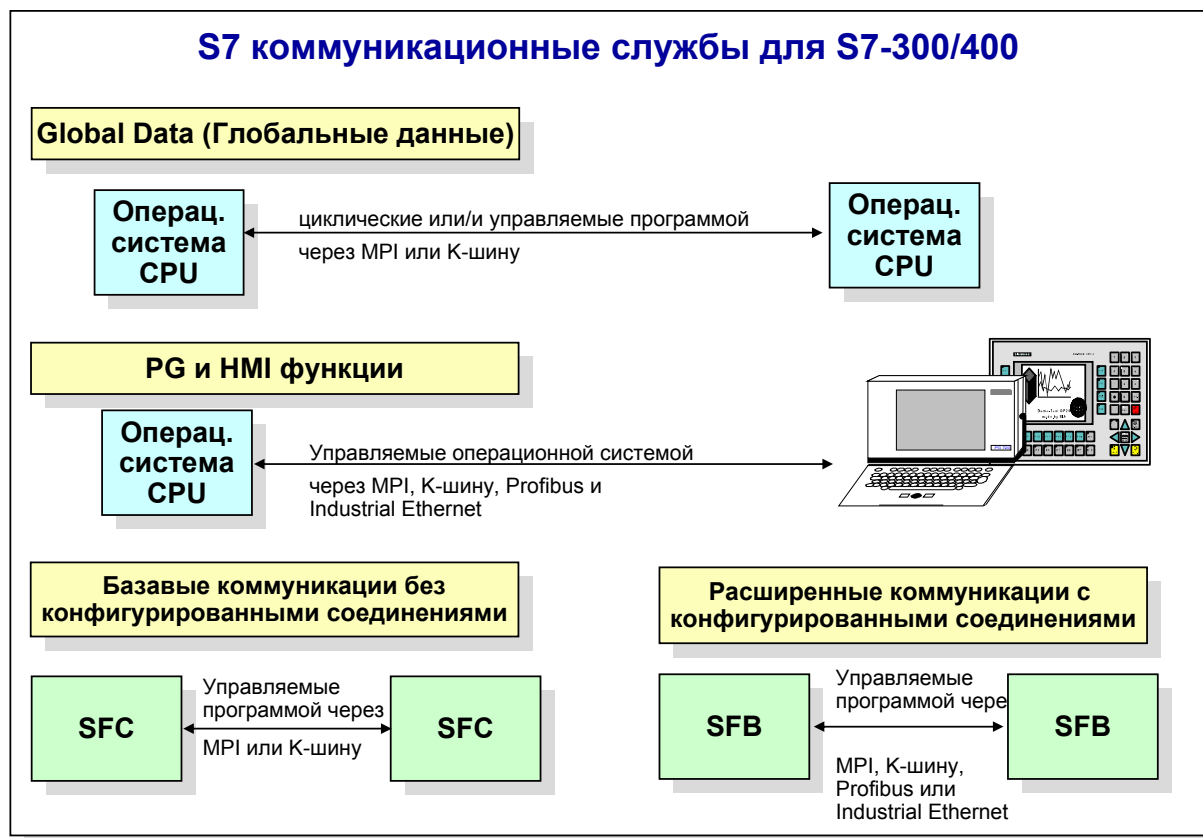 S7 коммуникационные службы для S7-300/400
Global Data (Глобальные данные)
Операц.
система
CPU
циклические или/и управляемые программой
через MPI или К-шину
Операц.
система
CPU
PG и HMI функции
Операц.
система
CPU
Управляемые операционной системой
через MPI, К-шину, Profibus и
Industrial Ethernet
Базавые коммуникации без
конфигурированными соединениями
SFC
Управляемые
программой через
MPI или К-шину
SFC
Расширенные коммуникации с
конфигурированными соединениями
SFB
Управляемые
программой чере
MPI, К-шину,
Profibus или
Industrial Ethernet
SFB